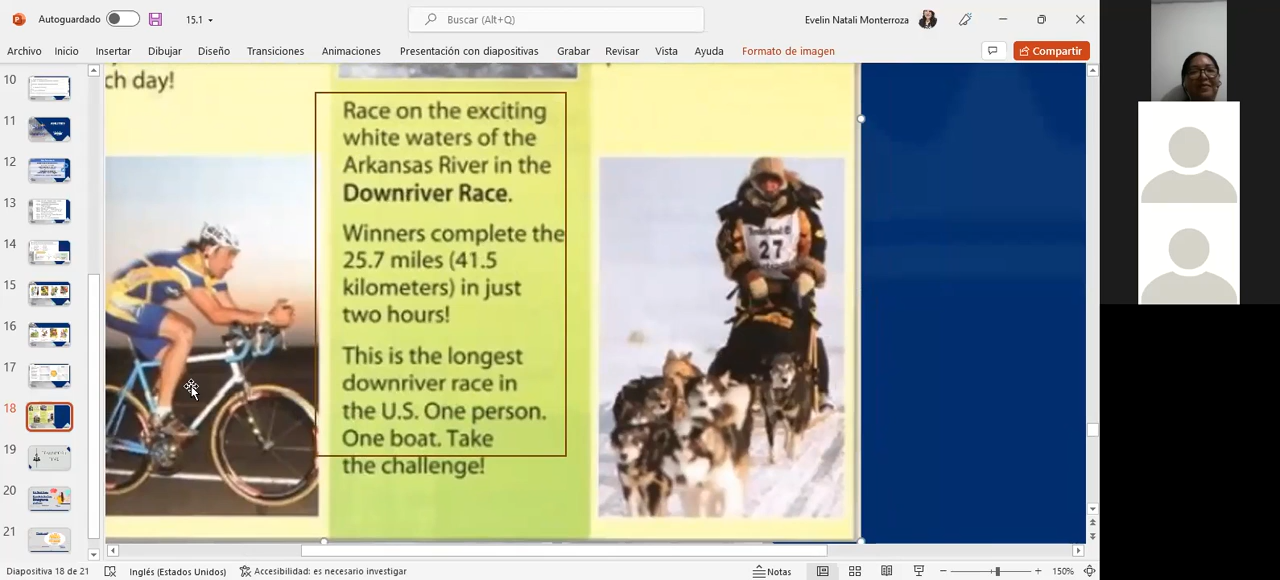 Autoguardado
15.1
Buscar (Alt+Q)
Evelin Natali Monterroza
Archivo Inicio Insertar Dibujar Diseño Transiciones Animaciones Presentación con diapositivas Grabar Revisar Vista Ayuda Formato de imagen
Compartir
10
11
12
13
14
15
16
17
18
19
20
21
ch day!
Race on the exciting
white waters of the
Arkansas River in the
Downriver Race.
Winners complete the
25.7 miles (41.5
kilometers) in just
two hours!
This is the longest
downriver race in
the U.S. One person.
One boat. Take
the challenge!
27
Diapositiva 18 de 21
Inglés (Estados Unidos)
Accesibilidad: es necesario investigar
Notas
150%